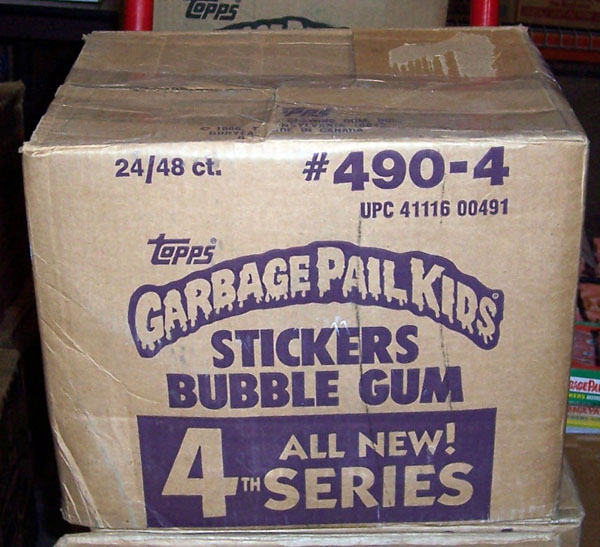 Topps
24/48 ct.
#490-4
UPC 41116 00491
Topps®
GARBAGE PAIL KIDS®
STICKERS
BUBBLE GUM
4TH
ALL NEW!
SERIES